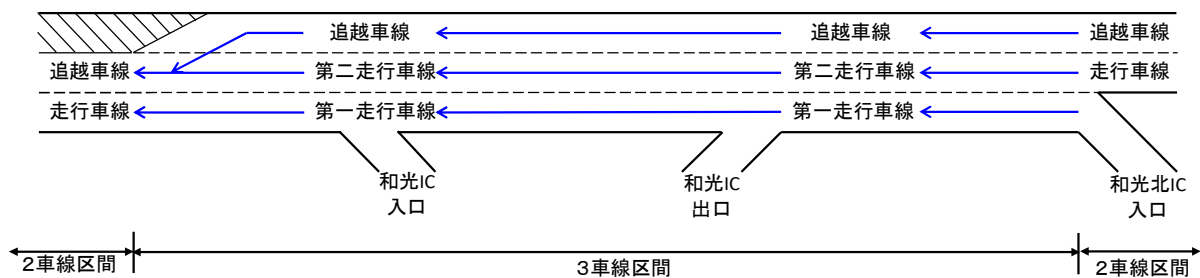 追越車線 追越車線 追越車線
追越車線 第二走行車線 第二走行車線 走行車線
走行車線 第一走行車線 第一走行車線
和光IC
入口
和光IC
出口
和光北IC
入口
2車線区間 3車線区間 2車線区間